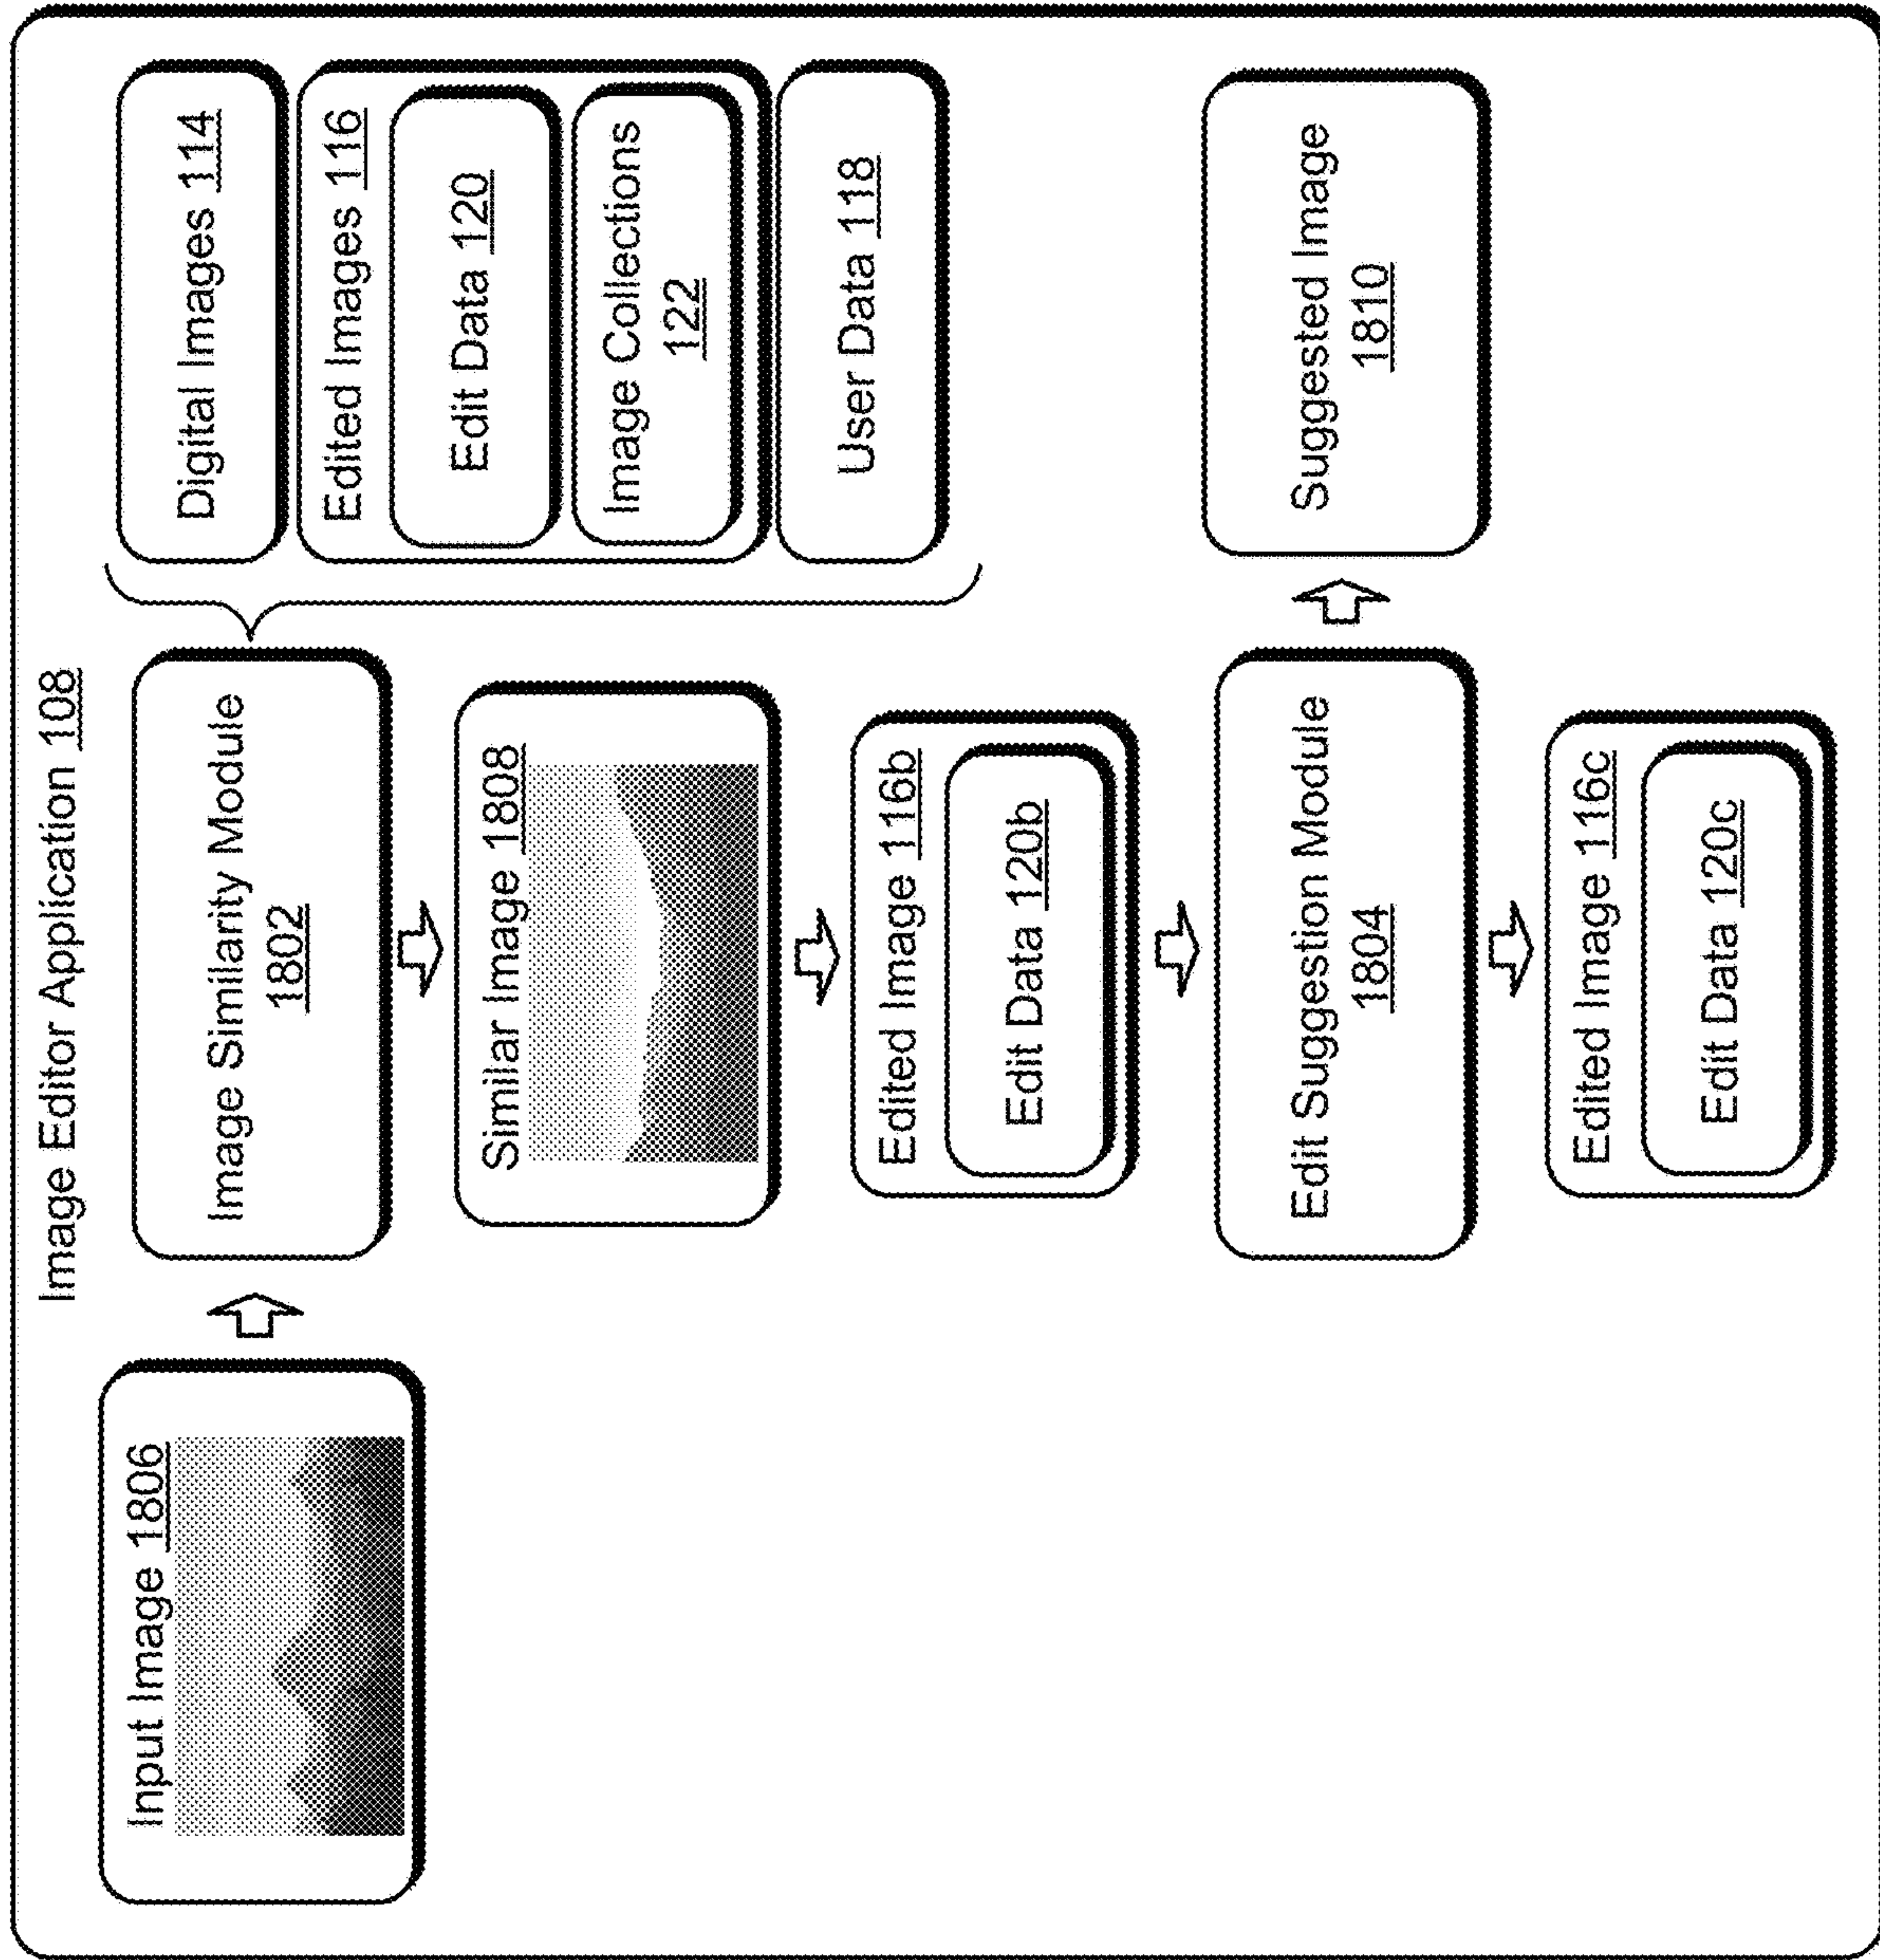 Image Editor Application 108
Input Image 1806
Image Similarity Module
1802
Digital Images 114
Edited Images 116
Edit Data 120
Image Collections
122
User Data 118
Similar Image 1808
Edited Image 116b
Edit Data 120b
Edit Suggestion Module
1804
Suggested Image
1810
Edited Image 116c
Edit Data 120c